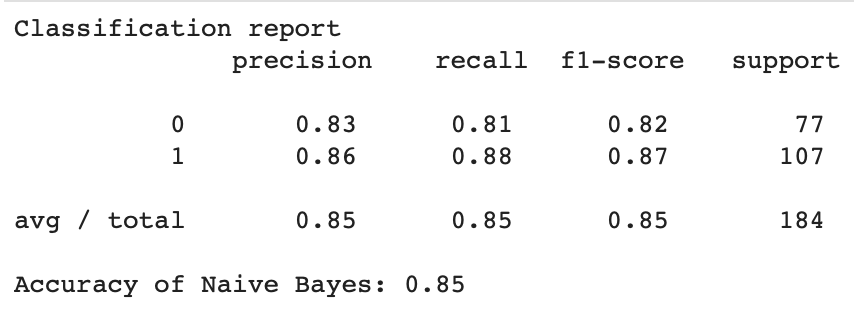 Classification report
precision recall f1-score support
0 0.83 0.81 0.82 77
1 0.86 0.88 0.87 107
avg / total 0.85 0.85 0.85 184
Accuracy of Naive Bayes: 0.85